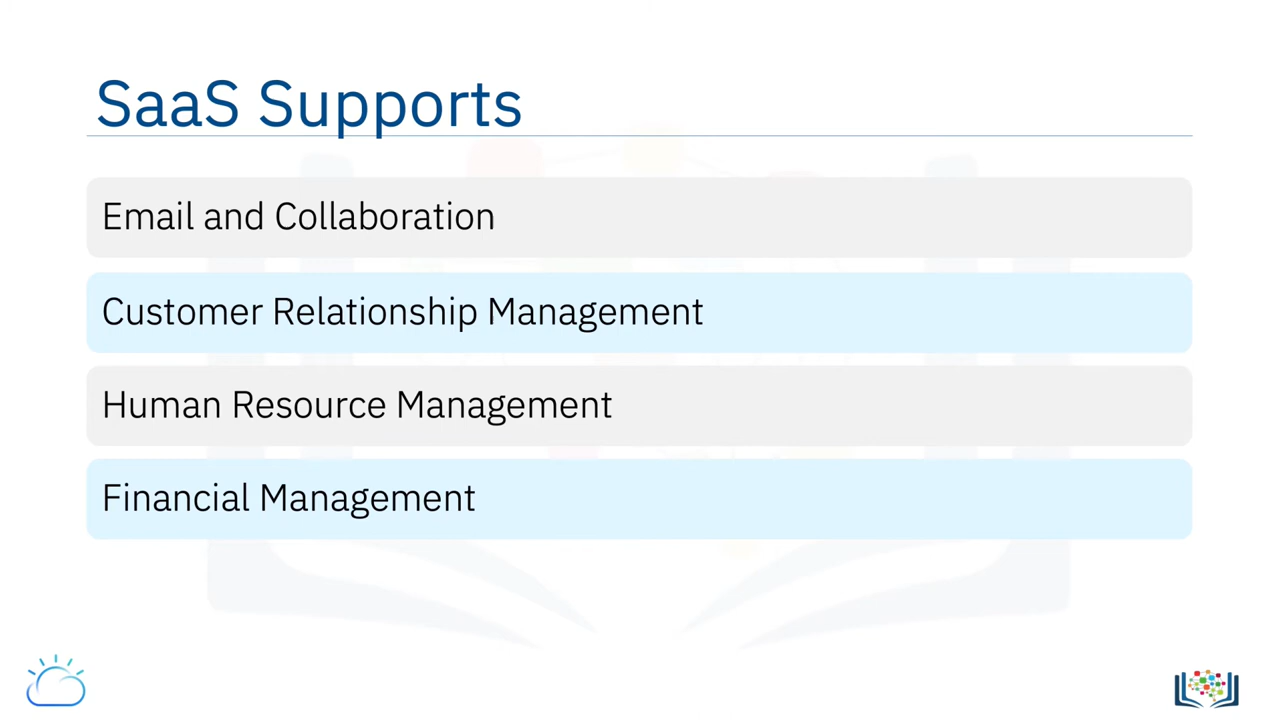 SaaS Supports
Email and Collaboration
Customer Relationship Management
Human Resource Management
Financial Management